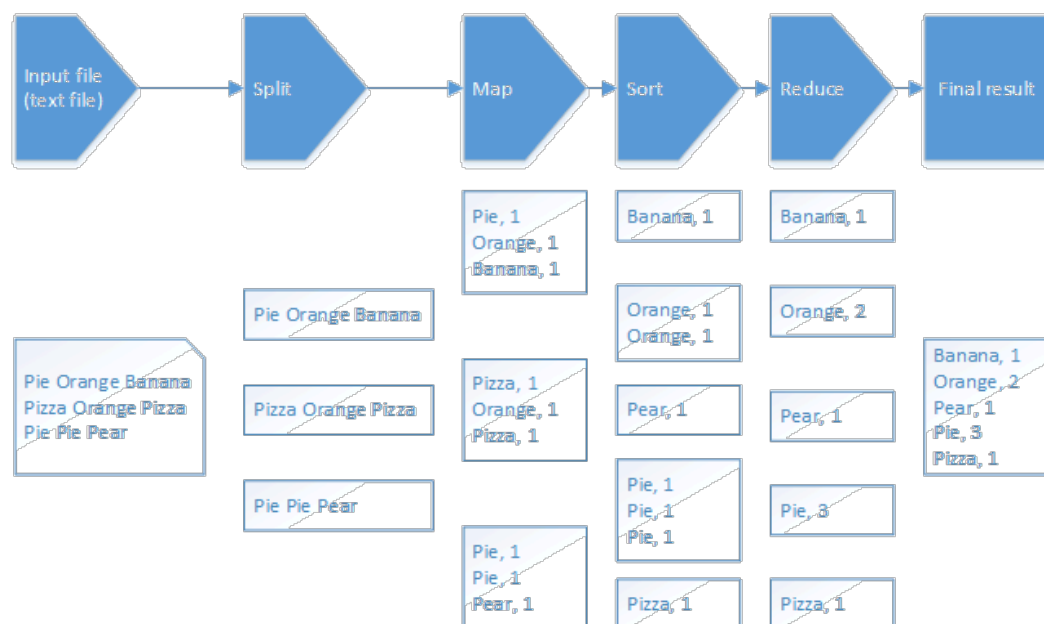 Input file
(text file)
Split
Map
Sort
Reduce
Final result
Pie Orange Banana
Pizza Orange Pizza
Pie Pie Pear
Pie Orange Banana
Pizza Orange Pizza
Pie Pie Pear
Pie, 1
Orange, 1
Banana, 1
Pizza, 1
Orange, 1
Pizza, 1
Pie, 1
Pie, 1
Pear, 1
Banana, 1
Orange, 1
Orange, 1
Pear, 1
Pie, 1
Pie, 1
Pie, 1
Pizza, 1
Banana, 1
Orange, 2
Pear, 1
Pie, 3
Pizza, 1
Banana, 1
Orange, 2
Pear, 1
Pie, 3
Pizza, 1